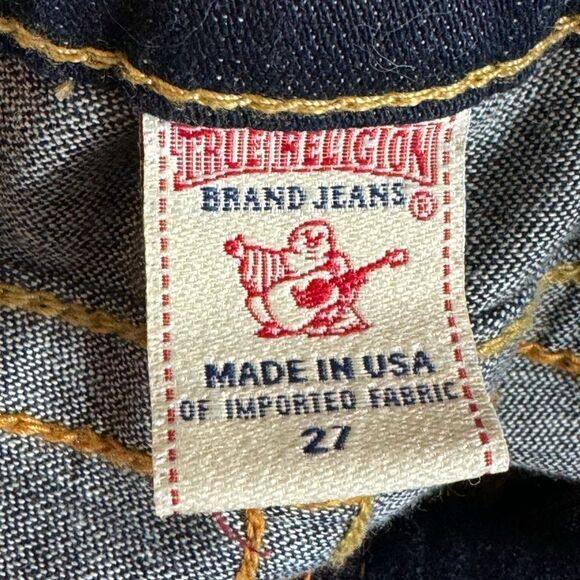 TRUE RELIGION
BRAND JEANS ®
MADE IN USA
OF IMPORTED FABRIC
27